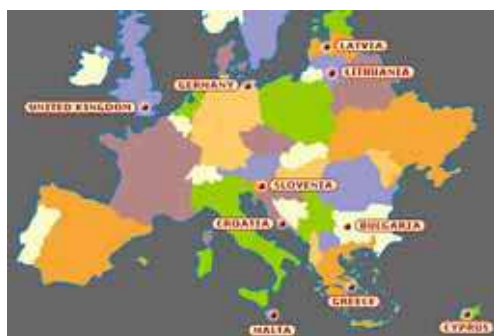 LATVIA
LITHUANIA
GERMANY
UNITED KINGDOM
SLOVENIA
CROATIA
BULGARIA
GREECE
MALTA
CYPRUS